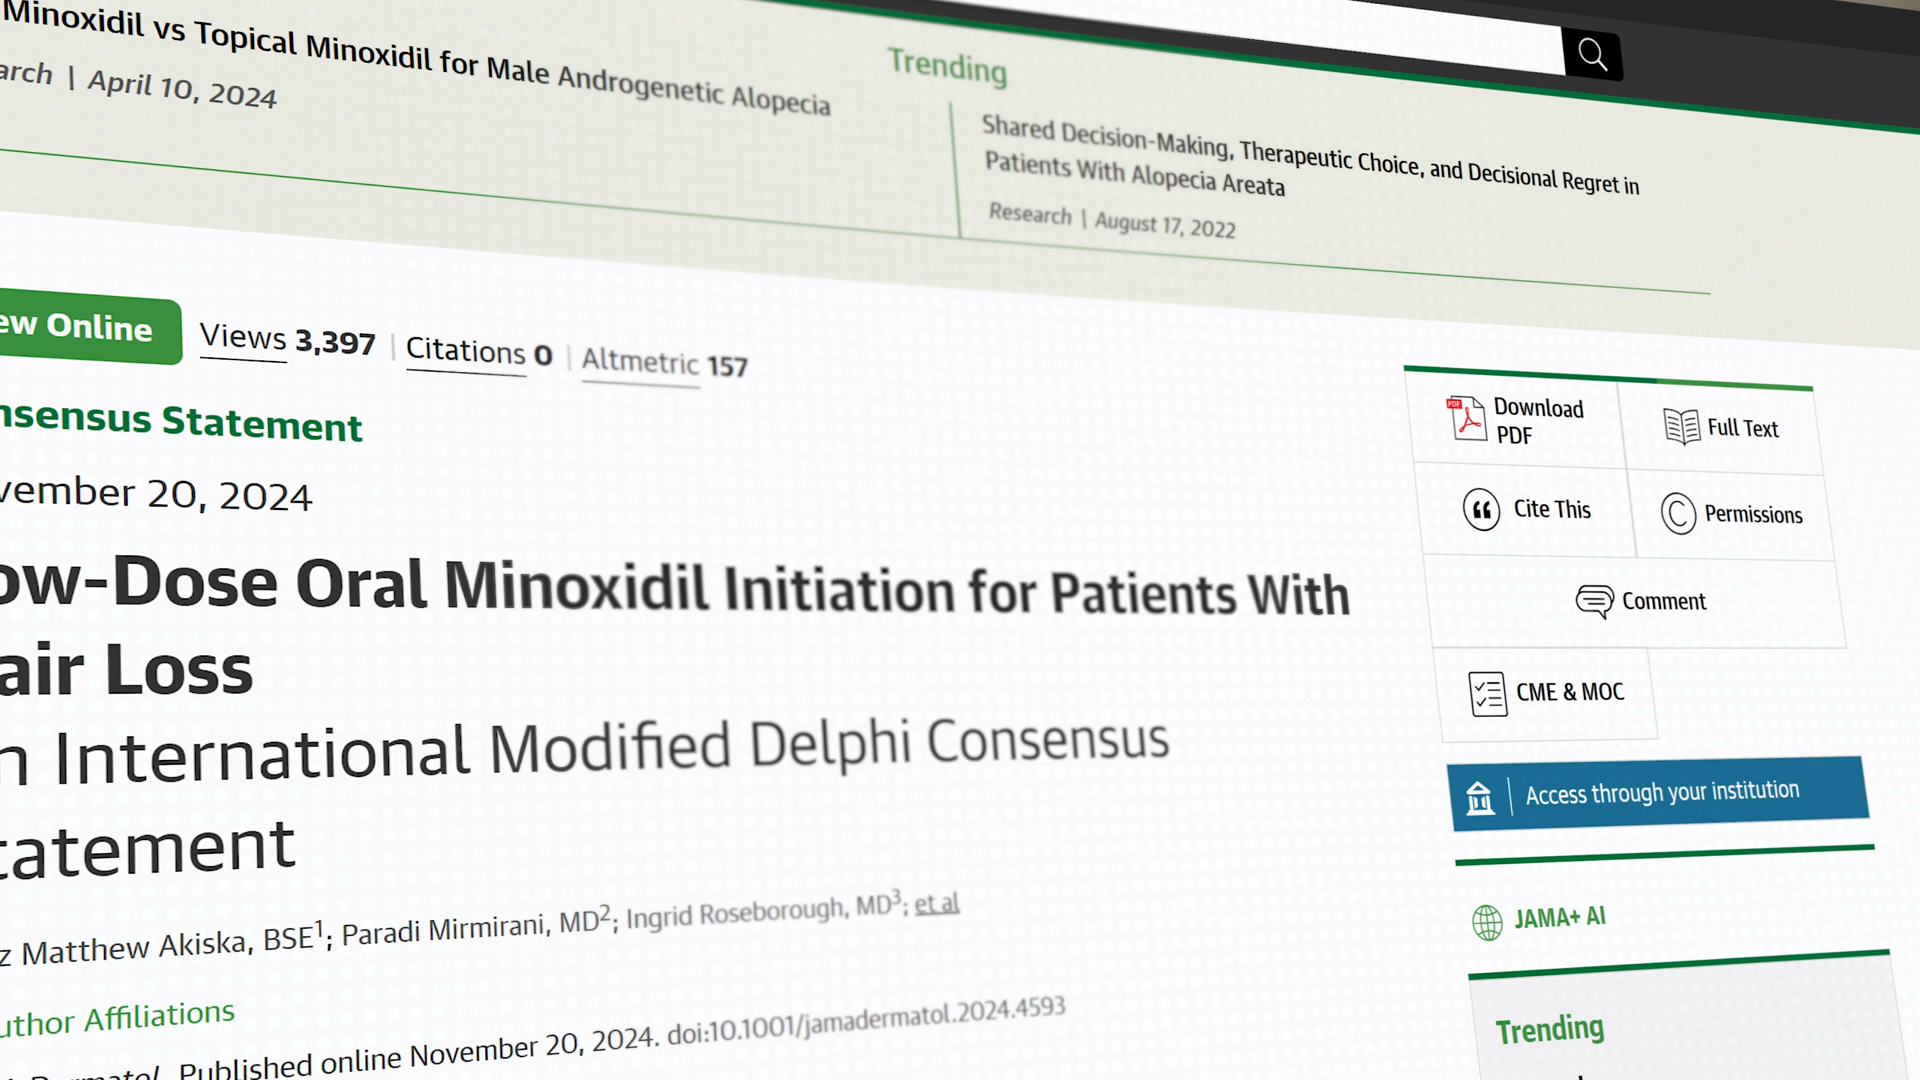 Minoxidil vs Topical Minoxidil for Male Androgenetic Alopecia
arch | April 10, 2024
Trending
Shared Decision-Making, Therapeutic Choice, and Decisional Regret in
Patients With Alopecia Areata
Research | August 17, 2022
ew Online
Views 3,397 | Citations 0 | Altmetric 157
nsensus Statement
vember 20, 2024
ow-Dose Oral Minoxidil Initiation for Patients With
air Loss
n International Modified Delphi Consensus
tatement
z Matthew Akiska, BSE1; Paradi Mirmirani, MD2; Ingrid Roseborough, MD3; et al
uthor Affiliations
Dermatol. Published online November 20, 2024. doi:10.1001/jamadermatol.2024.4593
Download
PDF
Full Text
Cite This
Permissions
Comment
CME & MOC
Access through your institution
JAMA+ AI
Trending